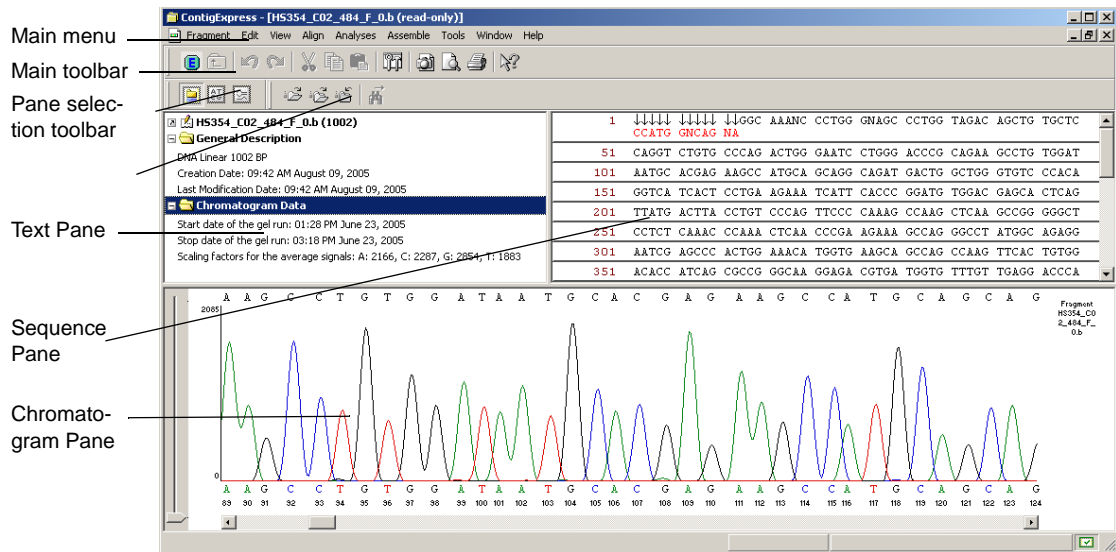 ContigExpress - [HS354_C02_484_F_0.b (read-only)]
Fragment Edit View Align Analyses Assemble Tools Window Help
Main menu
Main toolbar
Pane selec-
tion toolbar
Text Pane
Sequence
Pane
Chromato-
gram Pane
HS354_C02_484_F_0.b (1002)
General Description
DNA Linear 1002 BP
Creation Date: 09:42 AM August 09, 2005
Last Modification Date: 09:42 AM August 09, 2005
Chromatogram Data
Start date of the gel run: 01:28 PM June 23, 2005
Stop date of the gel run: 03:18 PM June 23, 2005
Scaling factors for the average signals: A: 2166, C: 2287, G: 2854, T: 1883
1 ↓↓↓↓↓ ↓↓↓↓↓ ↓↓GGC AAANC CCTGG GNAGC CCTGG TAGAC AGCTG TGCTC
CCATG GNCAG NA
51 CAGGT CTGTG CCCAG ACTGG GAATC CTGGG ACCCG CAGAA GCCTG TGGAT
101 AATGC ACGAG AAGCC ATGCA GCAGG CAGAT GACTG GCTGG GTGTC CCACA
151 GGTCA TCACT CCTGA AGAAA TCATT CACCC GGATG TGGAC GAGCA CTCAG
201 TTATG ACTTA CCTGT CCCAG TTCCC CAAAG CCAAG CTCAA GCCGG GGGCT
251 CCTCT CAAAC CCAAA CTCAA CCCGA AGAAA GCCAG GGCCT ATGGC AGAGG
301 AATCG AGCCC ACTGG AAACA TGGTG AAGCA GCCAG CCAAG TTCAC TGTGG
351 ACACC ATCAG CGCCG GGCAA GGAGA CGTGA TGGTG TTTGT TGAGG ACCCA
A A G C C T G T G G A T A A T G C A C G A G A A G C C A T G C A G C A G
2085
0
Fragment
HS354_C0
2_484_F_
0.b
A A G C C T G T G G A T A A T G C A C G A G A A G C C A T G C A G C A G
89 90 91 92 93 94 95 96 97 98 99 100 101 102 103 104 105 106 107 108 109 110 111 112 113 114 115 116 117 118 119 120 121 122 123 124